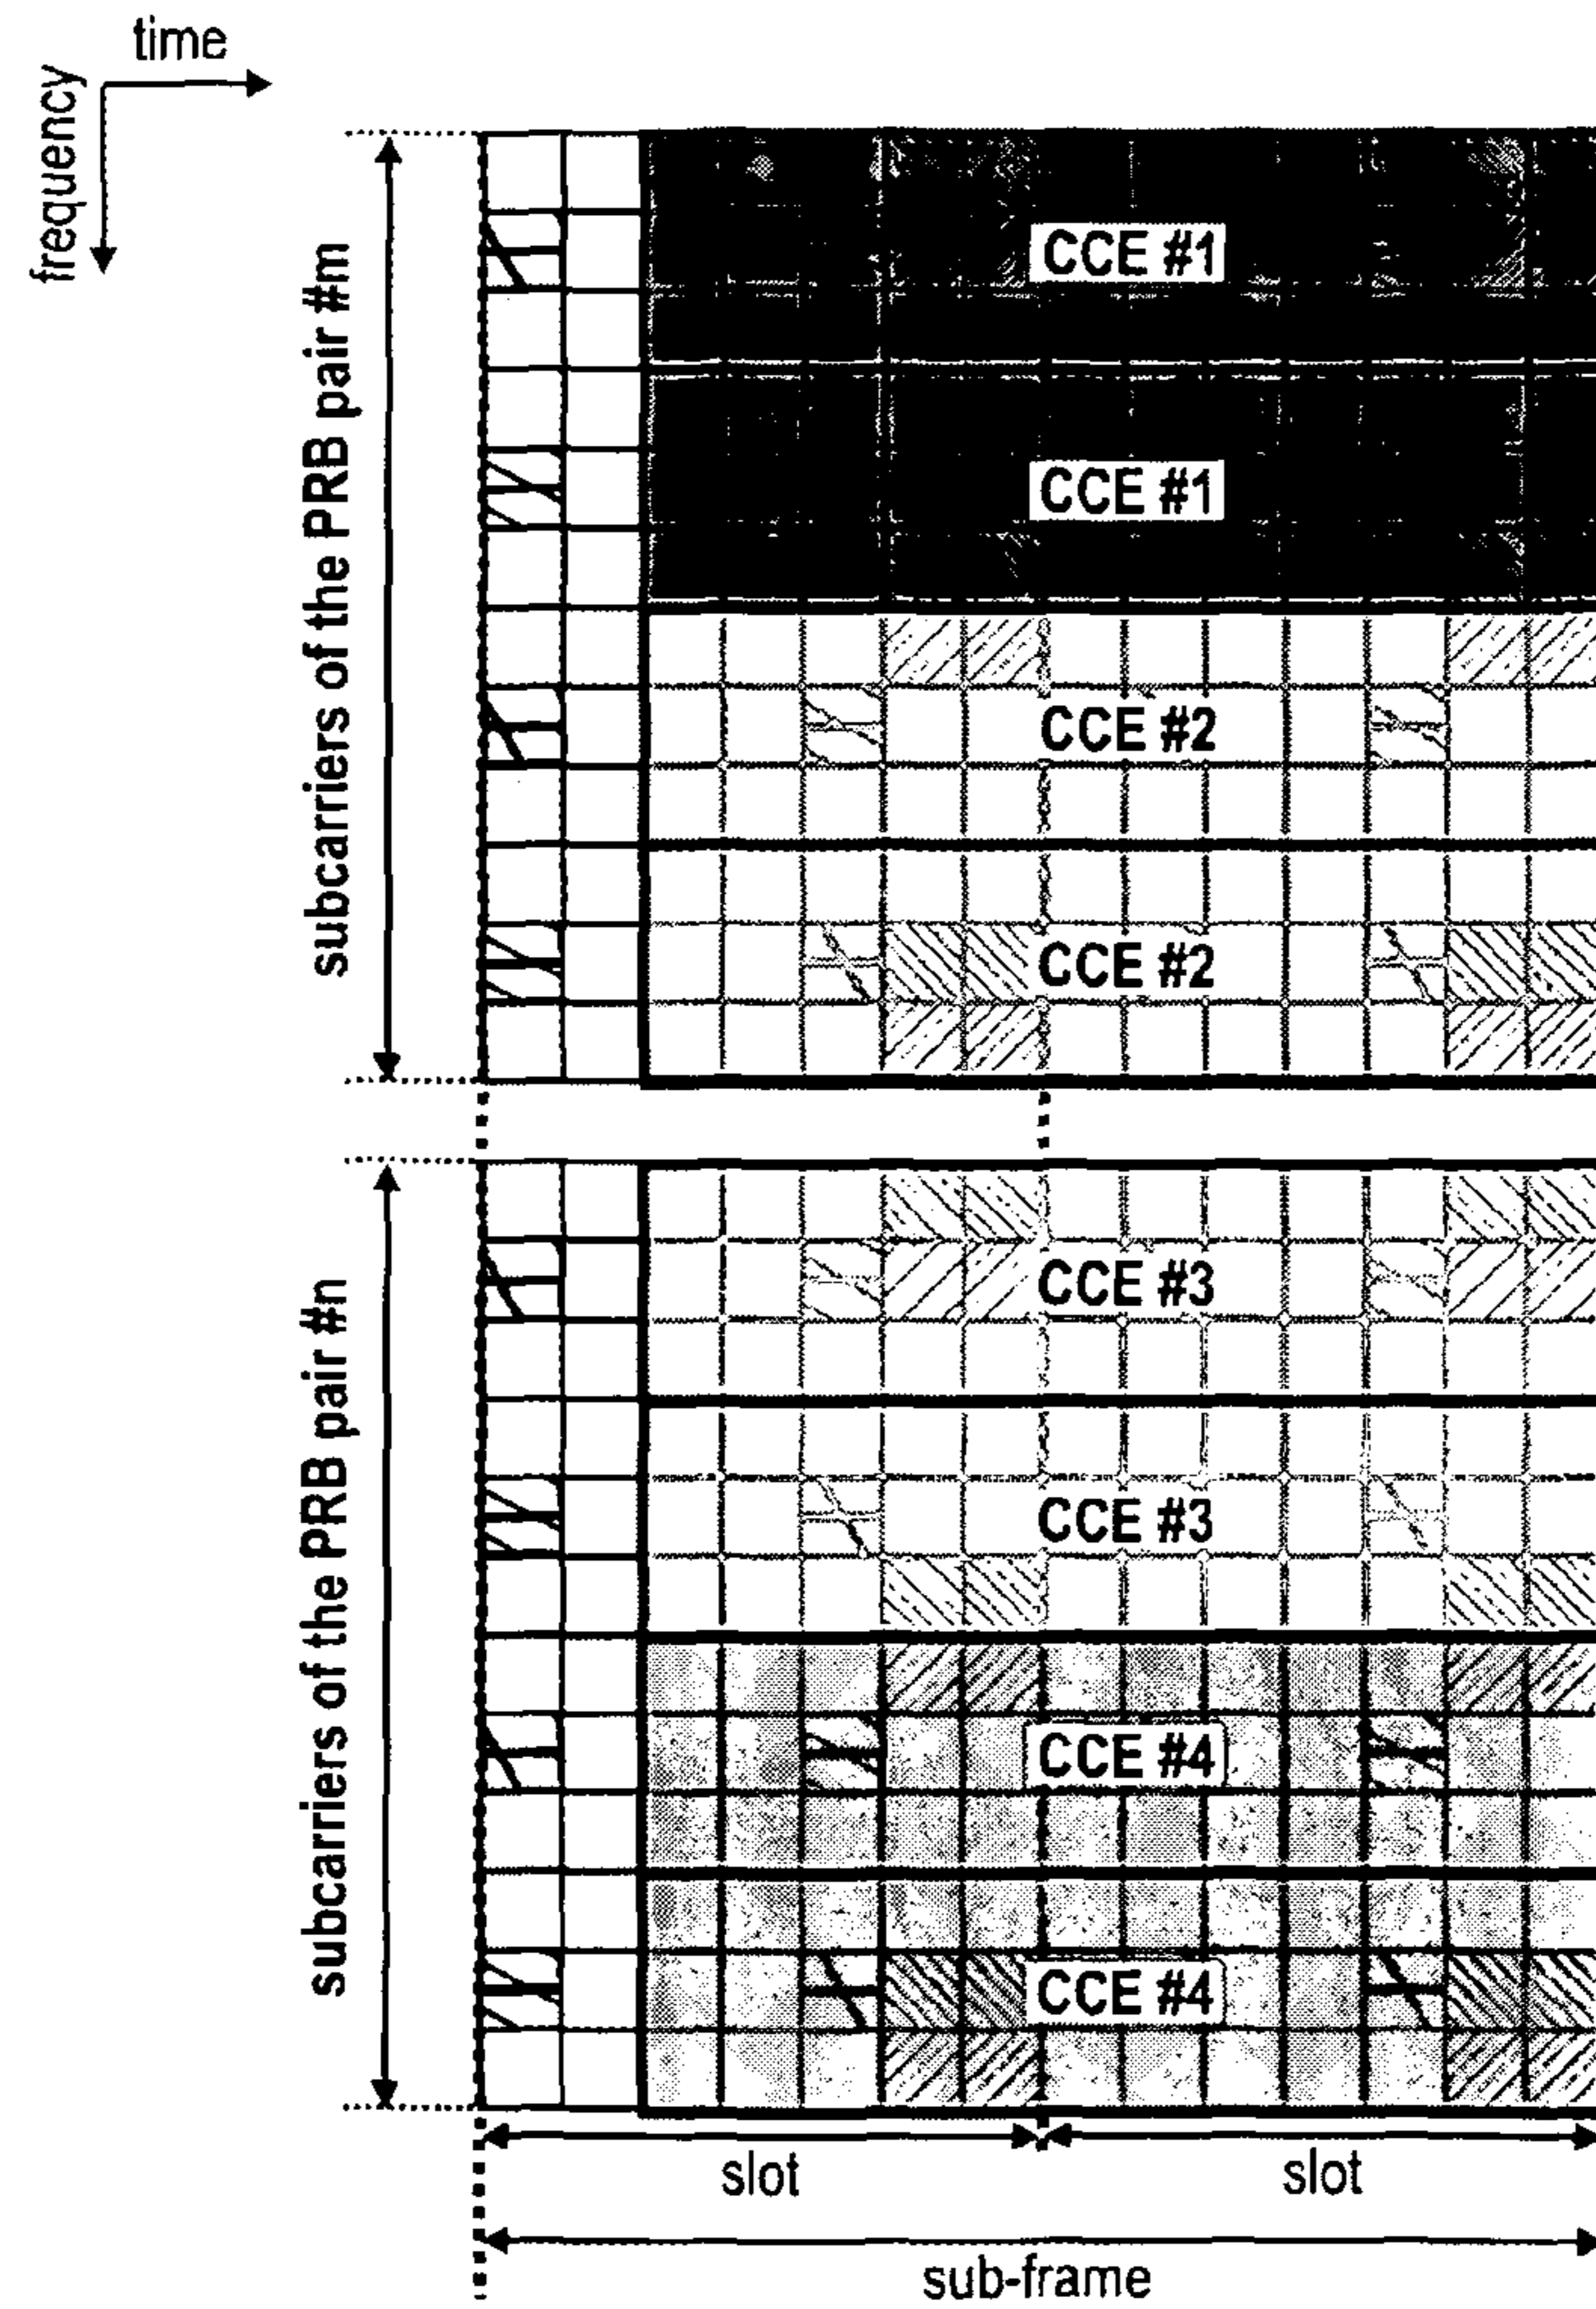 time
frequency
subcarriers of the PRB pair #m
CCE #1
CCE #1
CCE #2
CCE #2
subcarriers of the PRB pair #n
CCE #3
CCE #3
CCE #4
CCE #4
slot slot
sub-frame